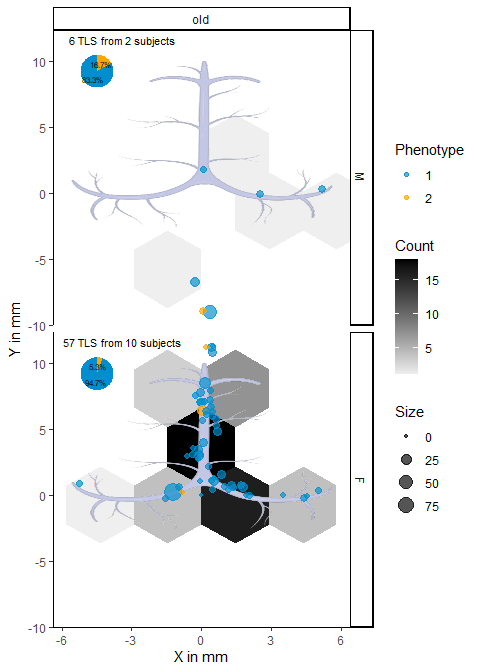 old
6 TLS from 2 subjects
16.7%
83.3%
10
5
0
-5
-10
M
57 TLS from 10 subjects
5.3%
94.7%
10
5
0
-5
-10
F
-6
-3
0
3
6
X in mm
Y in mm
Phenotype
1
2
Count
15
10
5
Size
0
25
50
75